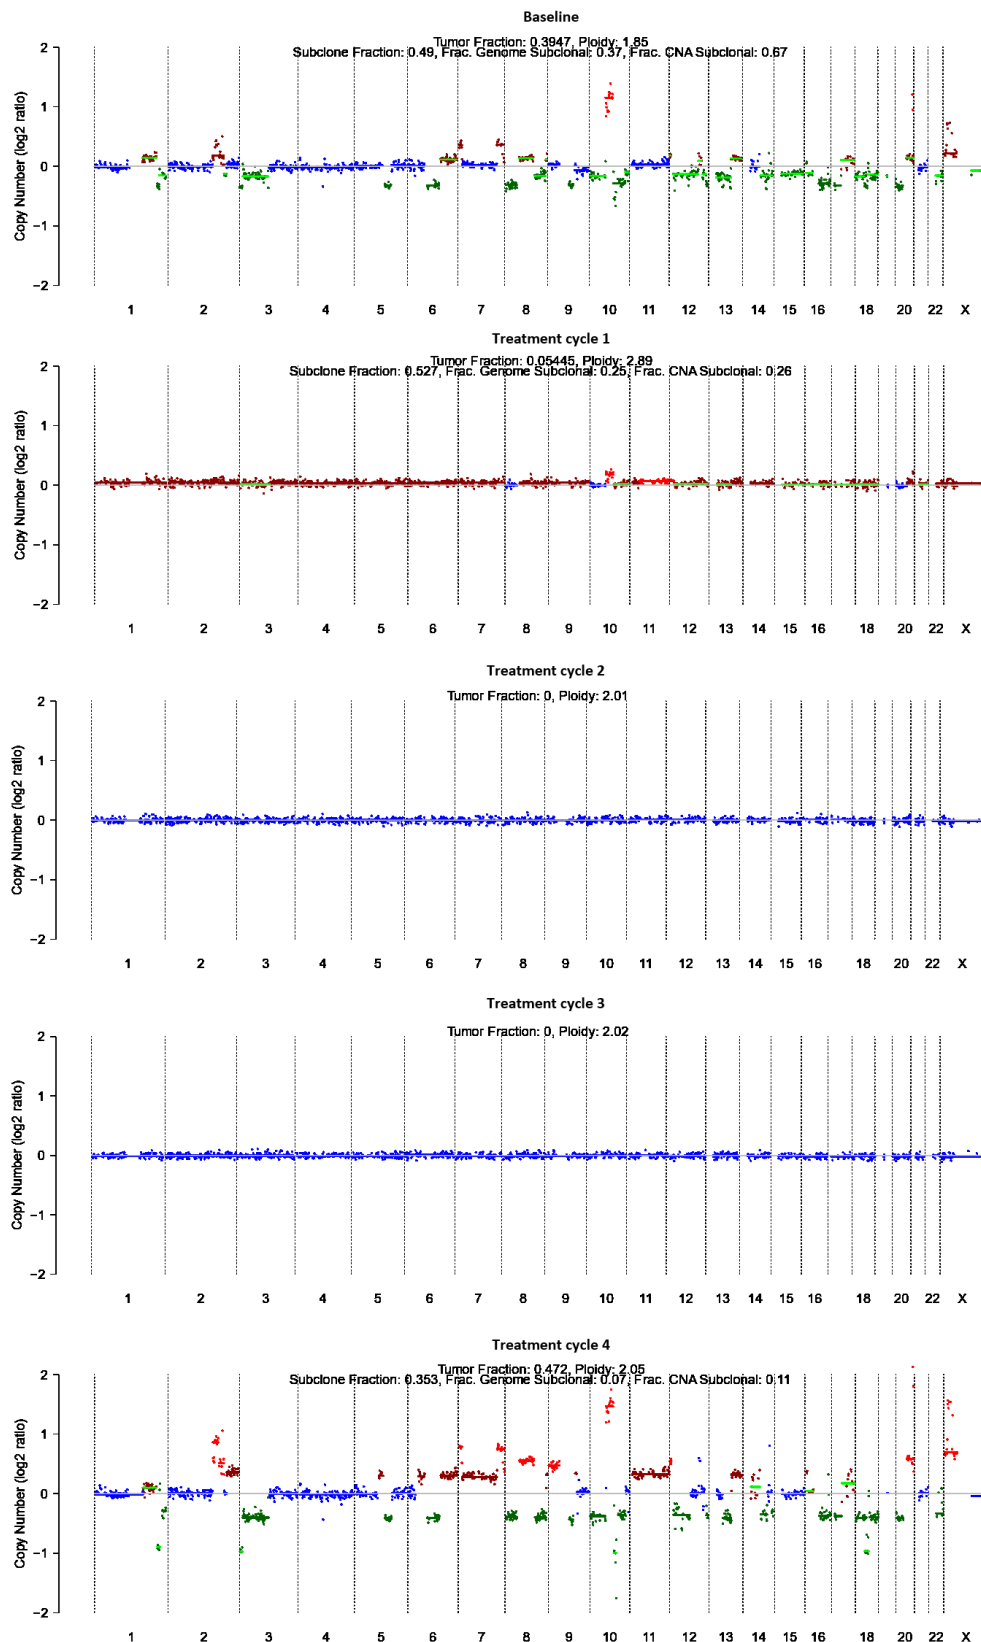 Baseline
Tumor Fraction: 0.3947, Ploidy: 1.85
Subclone Fraction: 0.49, Frac. Genome Subclonal: 0.37, Frac. CNA Subclonal: 0.67
Copy Number (log2 ratio)
2
1
0
−1
−2
1 2 3 4 5 6 7 8 9 10 11 12 13 14 15 16 18 20 22 X
Treatment cycle 1
Tumor Fraction: 0.05445, Ploidy: 2.89
Subclone Fraction: 0.527, Frac. Genome Subclonal: 0.25, Frac. CNA Subclonal: 0.26
Copy Number (log2 ratio)
2
1
0
−1
−2
1 2 3 4 5 6 7 8 9 10 11 12 13 14 15 16 18 20 22 X
Treatment cycle 2
Tumor Fraction: 0, Ploidy: 2.01
Copy Number (log2 ratio)
2
1
0
−1
−2
1 2 3 4 5 6 7 8 9 10 11 12 13 14 15 16 18 20 22 X
Treatment cycle 3
Tumor Fraction: 0, Ploidy: 2.02
Copy Number (log2 ratio)
2
1
0
−1
−2
1 2 3 4 5 6 7 8 9 10 11 12 13 14 15 16 18 20 22 X
Treatment cycle 4
Tumor Fraction: 0.472, Ploidy: 2.05
Subclone Fraction: 0.353, Frac. Genome Subclonal: 0.07, Frac. CNA Subclonal: 0.11
Copy Number (log2 ratio)
2
1
0
−1
−2
1 2 3 4 5 6 7 8 9 10 11 12 13 14 15 16 18 20 22 X